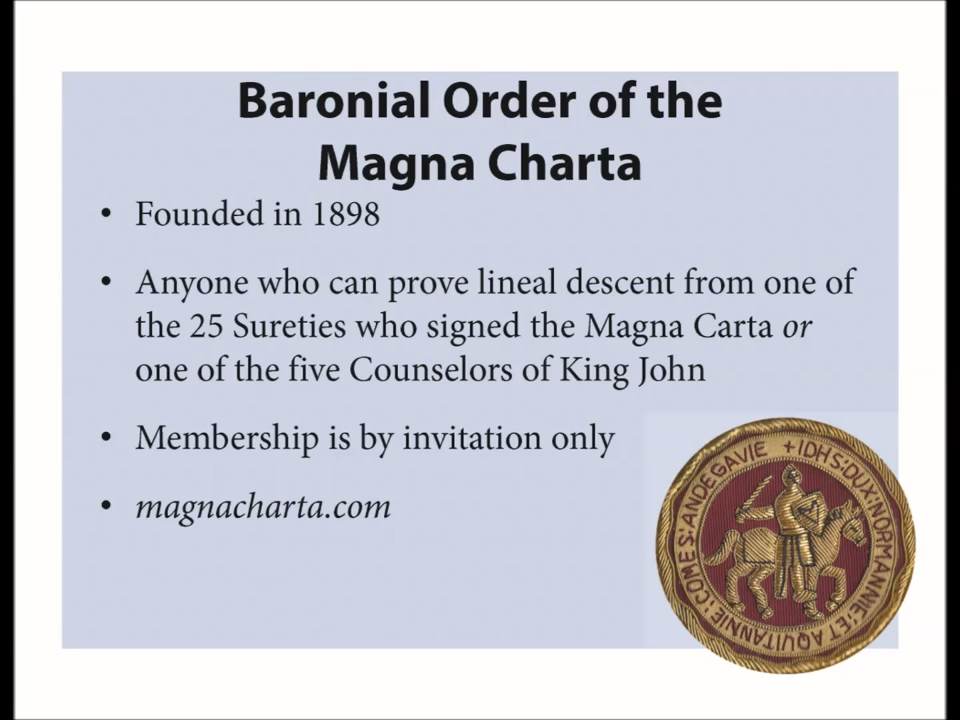 Baronial Order of the
Magna Charta
• Founded in 1898
• Anyone who can prove lineal descent from one of
the 25 Sureties who signed the Magna Carta or
one of the five Counselors of King John
• Membership is by invitation only
• magnacharta.com
+IOHS:DUX:NORMANNIE:ET AQUITANNIE:COMES:ANDEGAVIE